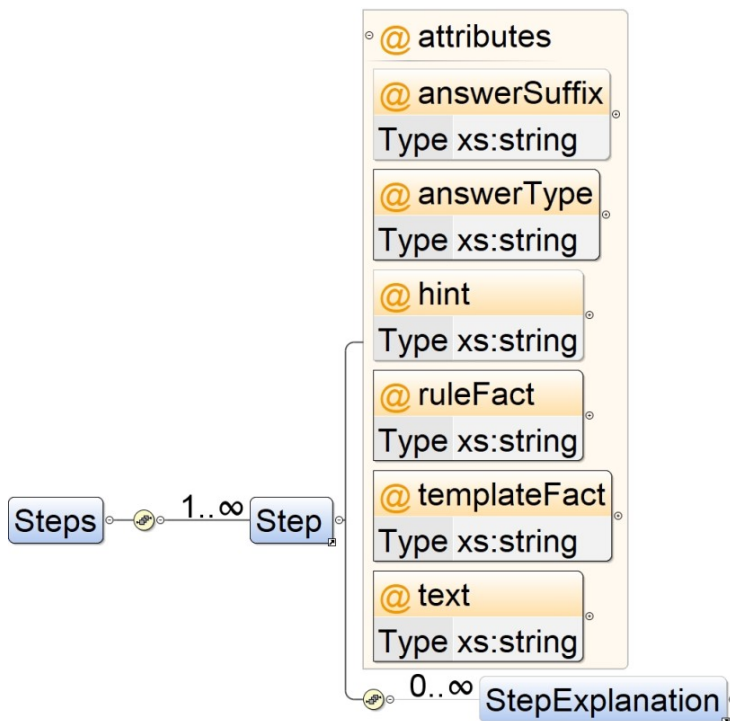 @ attributes
@ answerSuffix
Type xs:string
@ answerType
Type xs:string
@ hint
Type xs:string
@ ruleFact
Type xs:string
@ templateFact
Type xs:string
Steps 1..∞ Step
@ text
Type xs:string
0..∞ StepExplanation